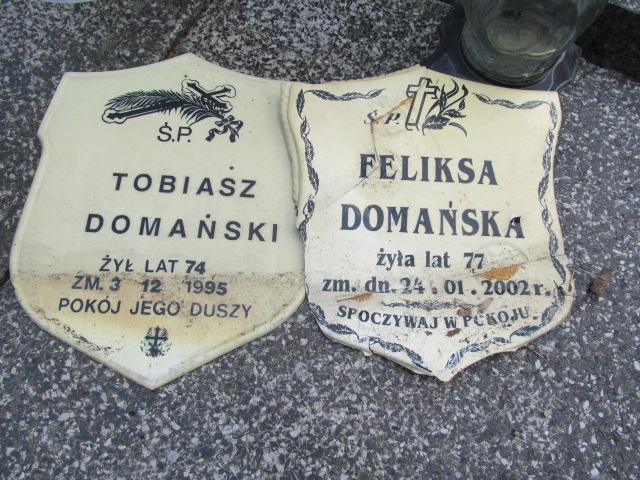 Ś.P.
TOBIASZ
DOMAŃSKI
ŻYŁ LAT 74
ZM. 3 12 1995
POKÓJ JEGO DUSZY
Ś.P.
FELIKSA
DOMAŃSKA
żyła lat 77
zm. dn. 24.01.2002 r.
SPOCZYWAJ W POKOJU.